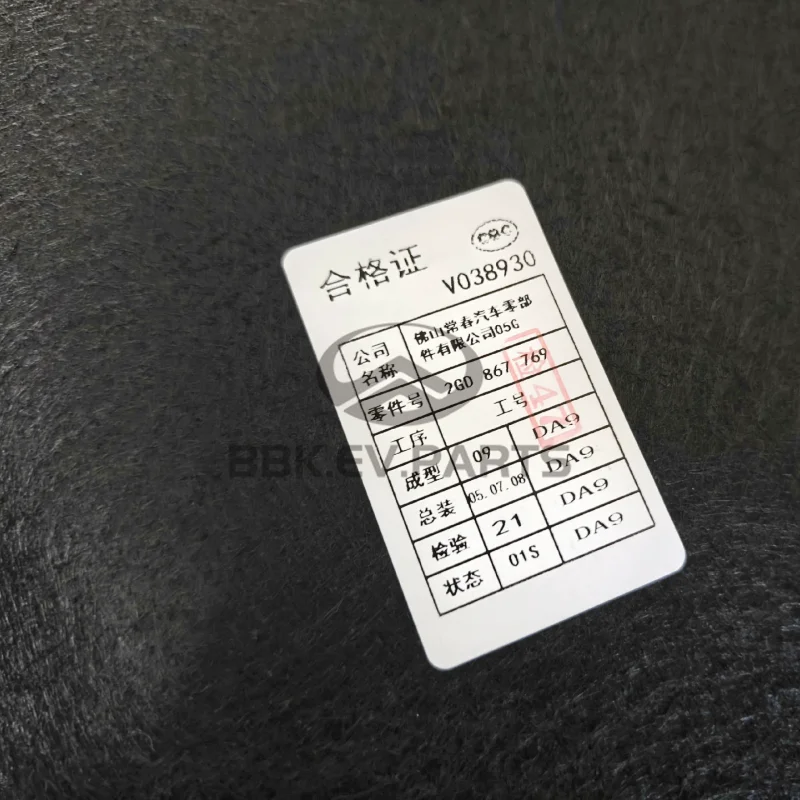 合格证
CQC
V038930
公司名称
佛山常春汽车零部
件有限公司05G
零件号
2GD 867 769
工序
工号
成型
09
DA9
总装
05.07.08
DA9
检验
21
DA9
状态
01S
DA9
BBK.EV.PARTS